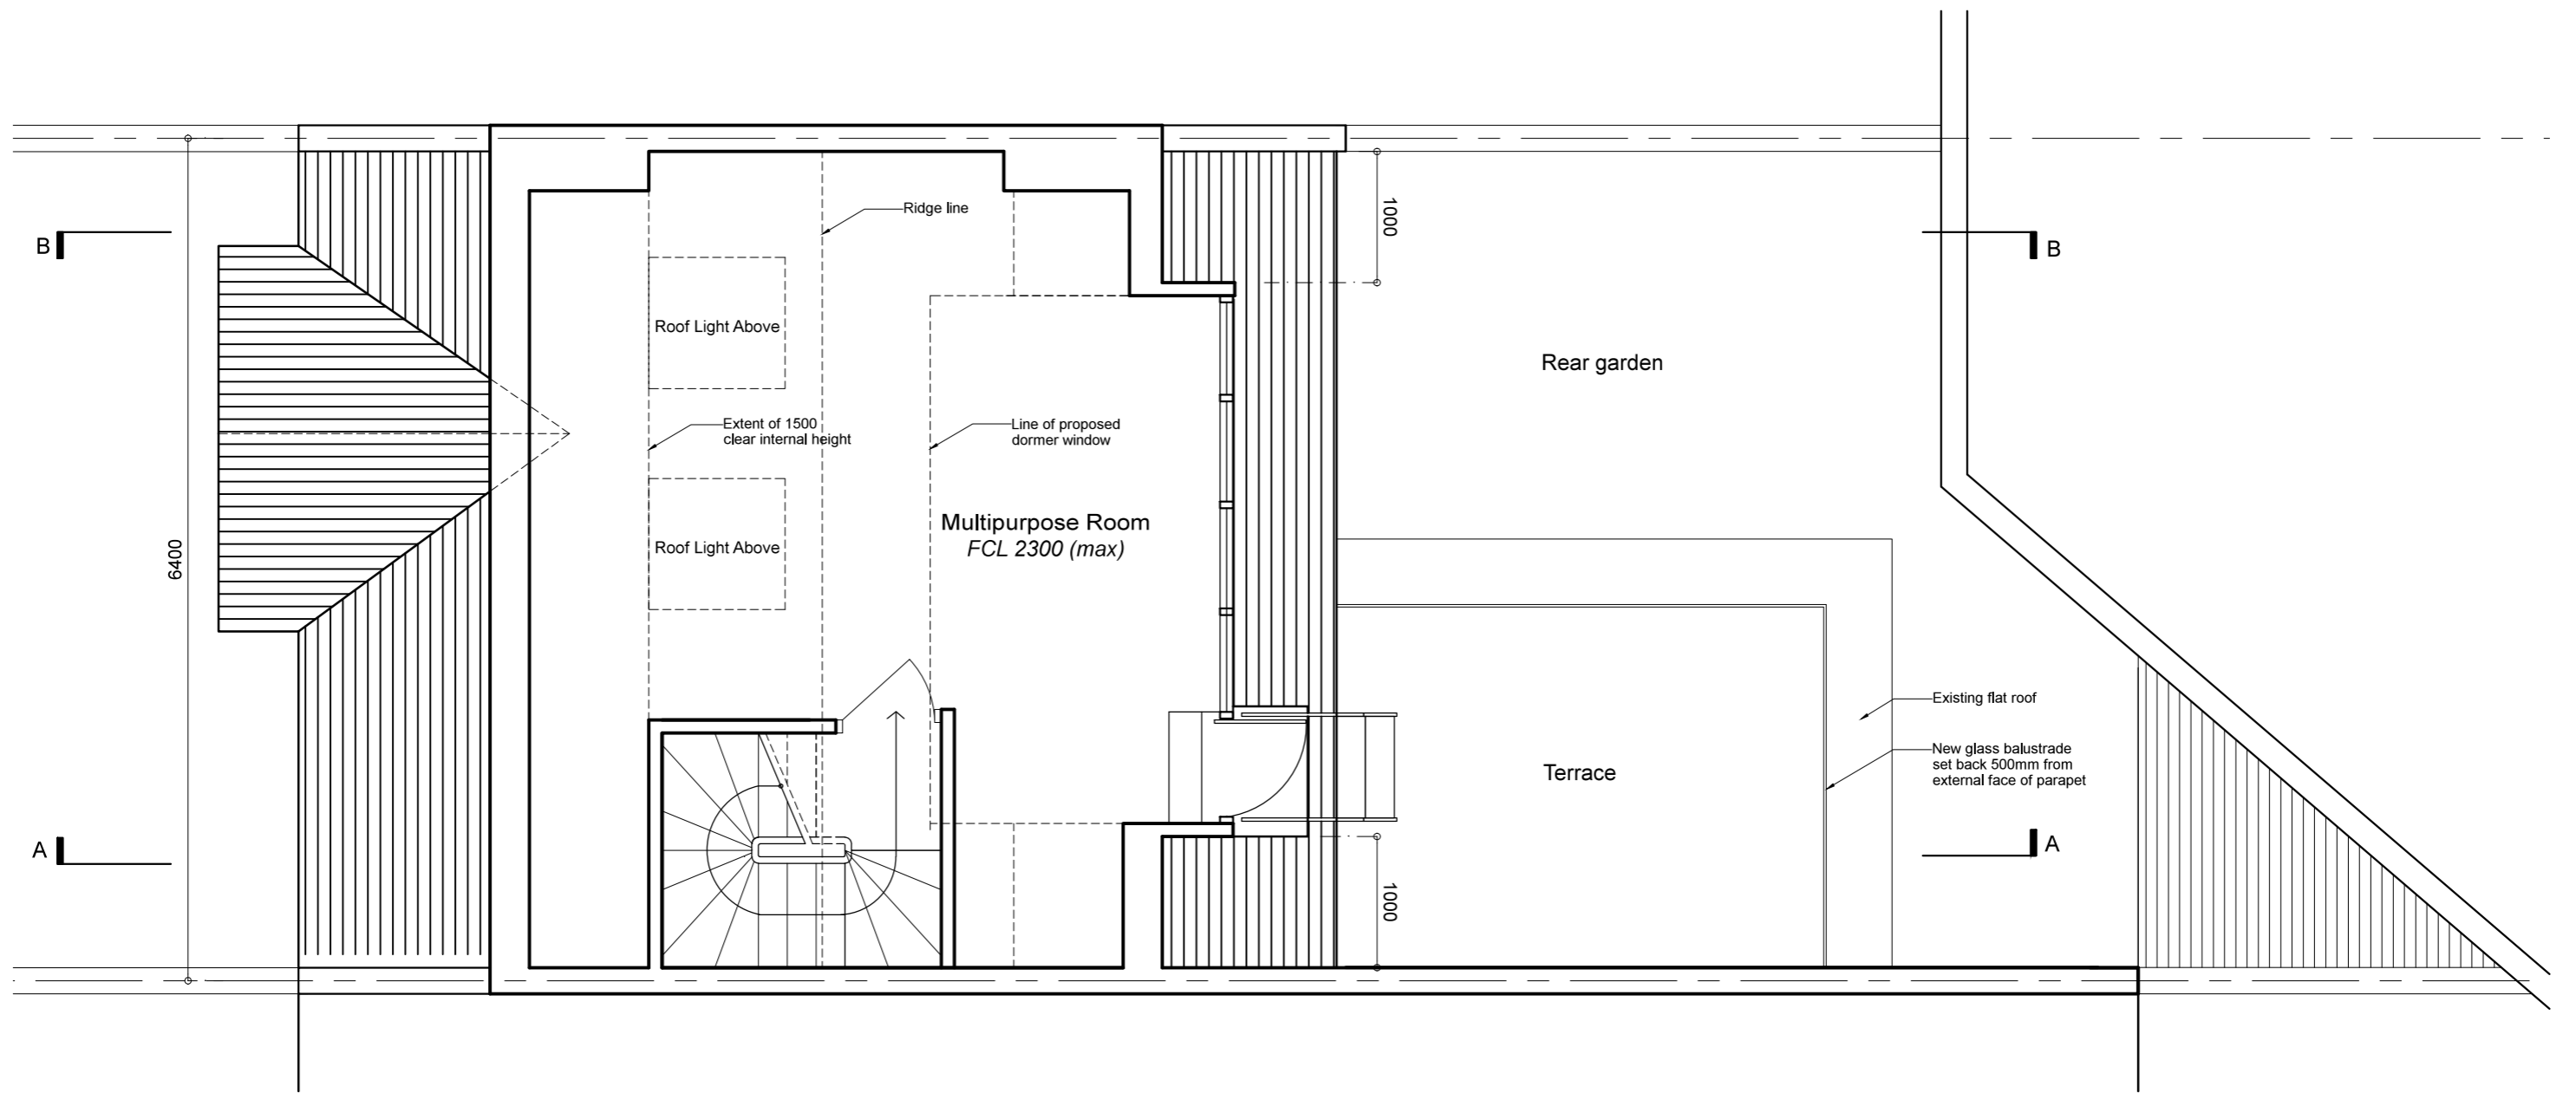 Ridge line
1000
B
B
Roof Light Above
Rear garden
Extent of 1500
clear internal height
Line of proposed
dormer window
Multipurpose Room
FCL 2300 (max)
Roof Light Above
6400
Existing flat roof
New glass balustrade
set back 500mm from
external face of parapet
Terrace
A
A
1000